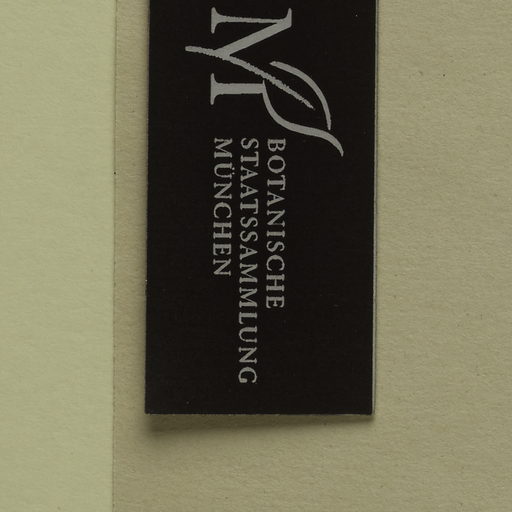 M
BOTANISCHE
STAATSSAMMLUNG
MÜNCHEN